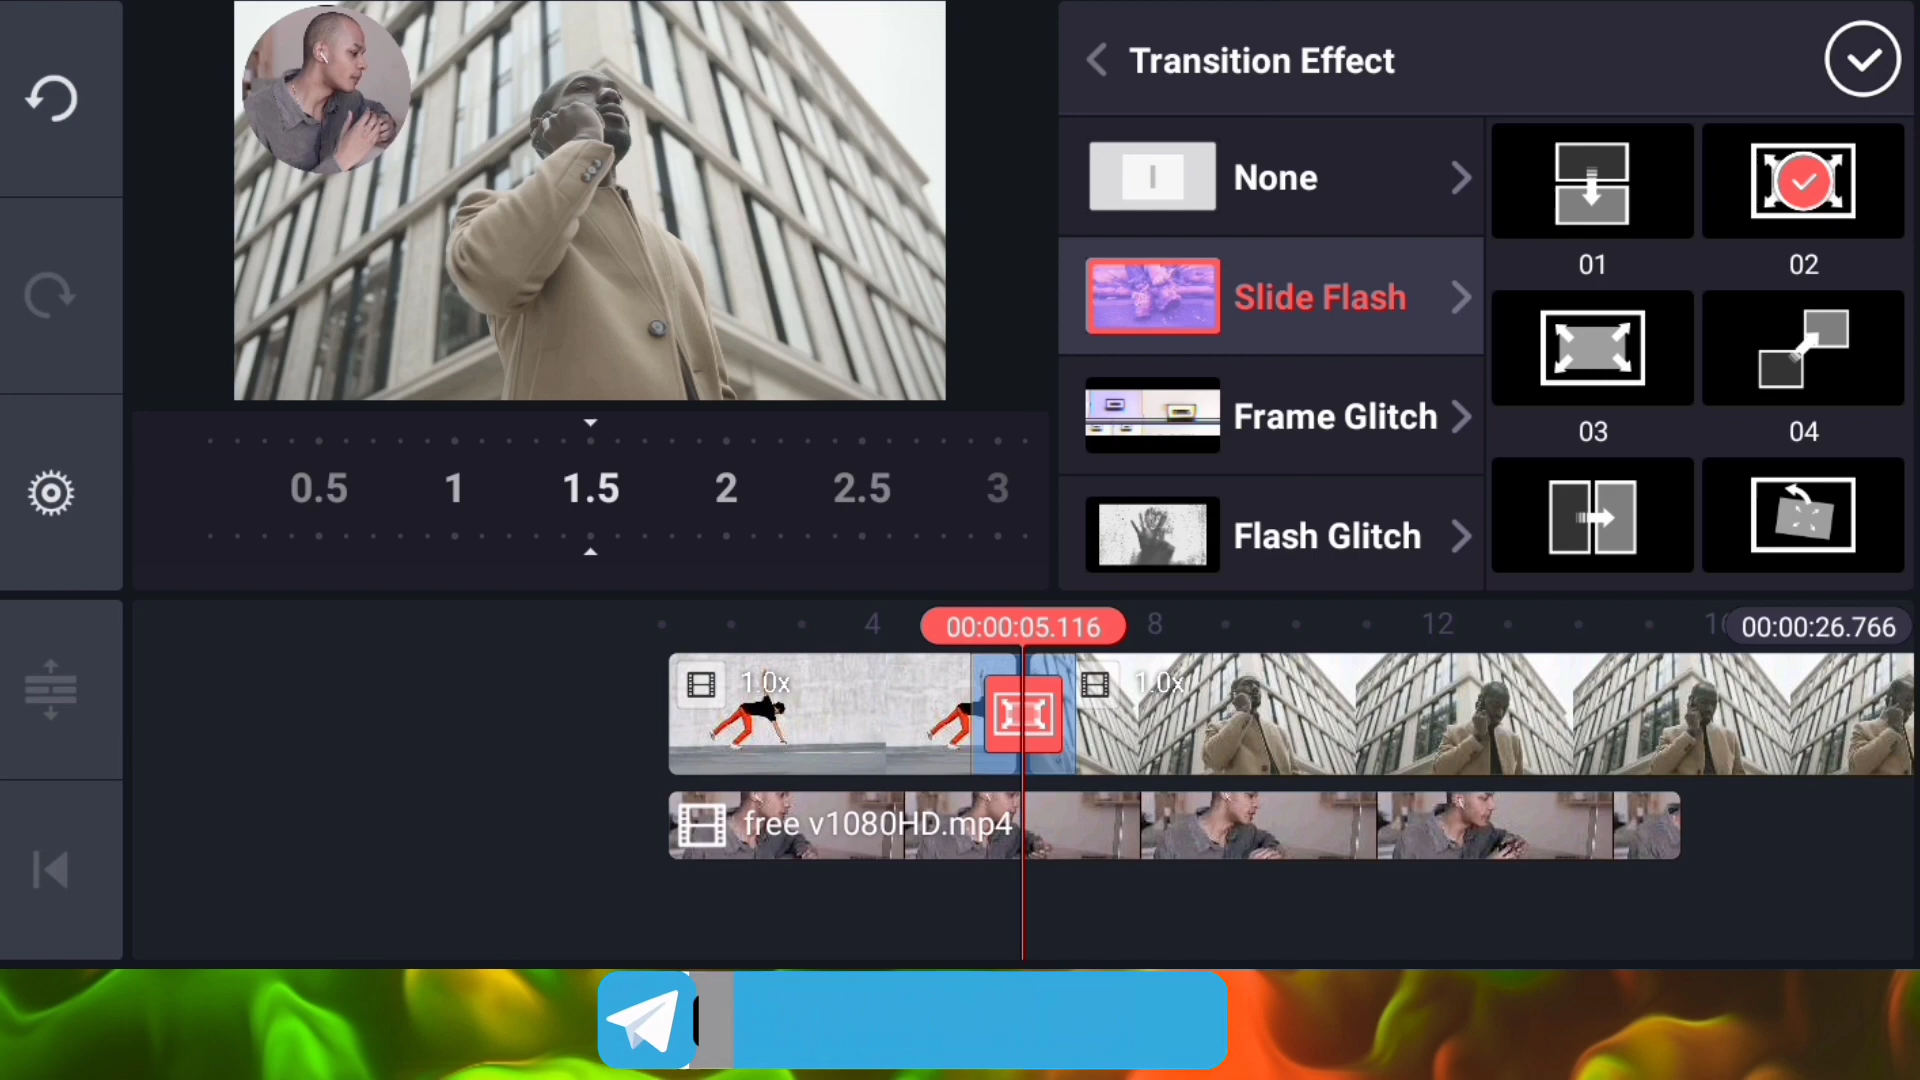 Transition Effect
None
Slide Flash
Frame Glitch
Flash Glitch
01
02
03
04
0.5
1
1.5
2
2.5
3
4
00:00:05.116
8
12
00:00:26.766
1.0x
1.0x
free v1080HD.mp4